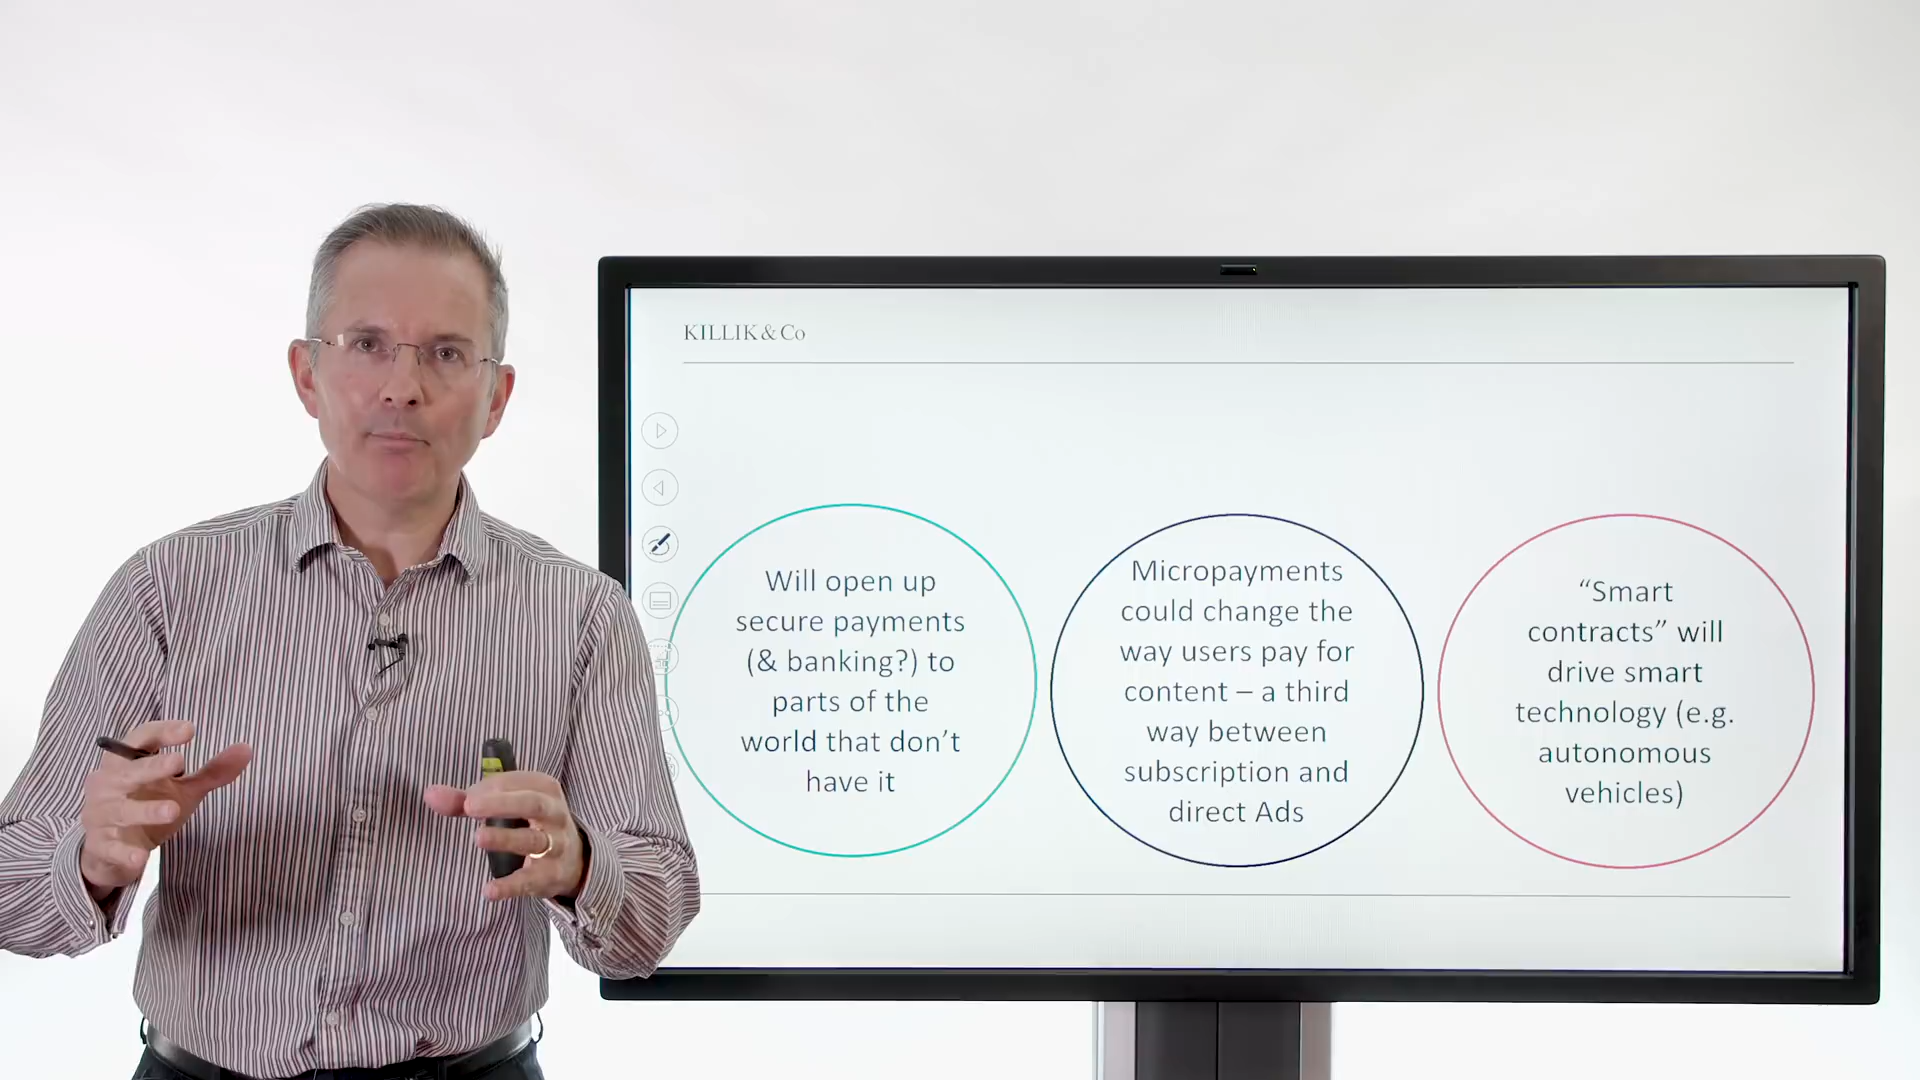 KILLIK & Co
Will open up
secure payments
(& banking?) to
parts of the
world that don’t
have it
Micropayments
could change the
way users pay for
content – a third
way between
subscription and
direct Ads
“Smart
contracts” will
drive smart
technology (e.g.
autonomous
vehicles)